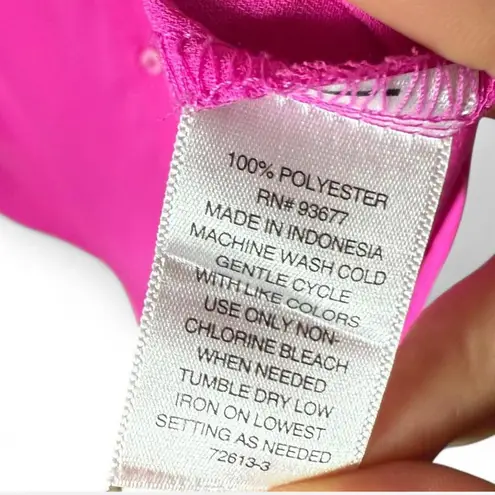 100% POLYESTER
RN# 93677
MADE IN INDONESIA
MACHINE WASH COLD
GENTLE CYCLE
WITH LIKE COLORS
USE ONLY NON-
CHLORINE BLEACH
WHEN NEEDED
TUMBLE DRY LOW
IRON ON LOWEST
SETTING AS NEEDED
72613-3